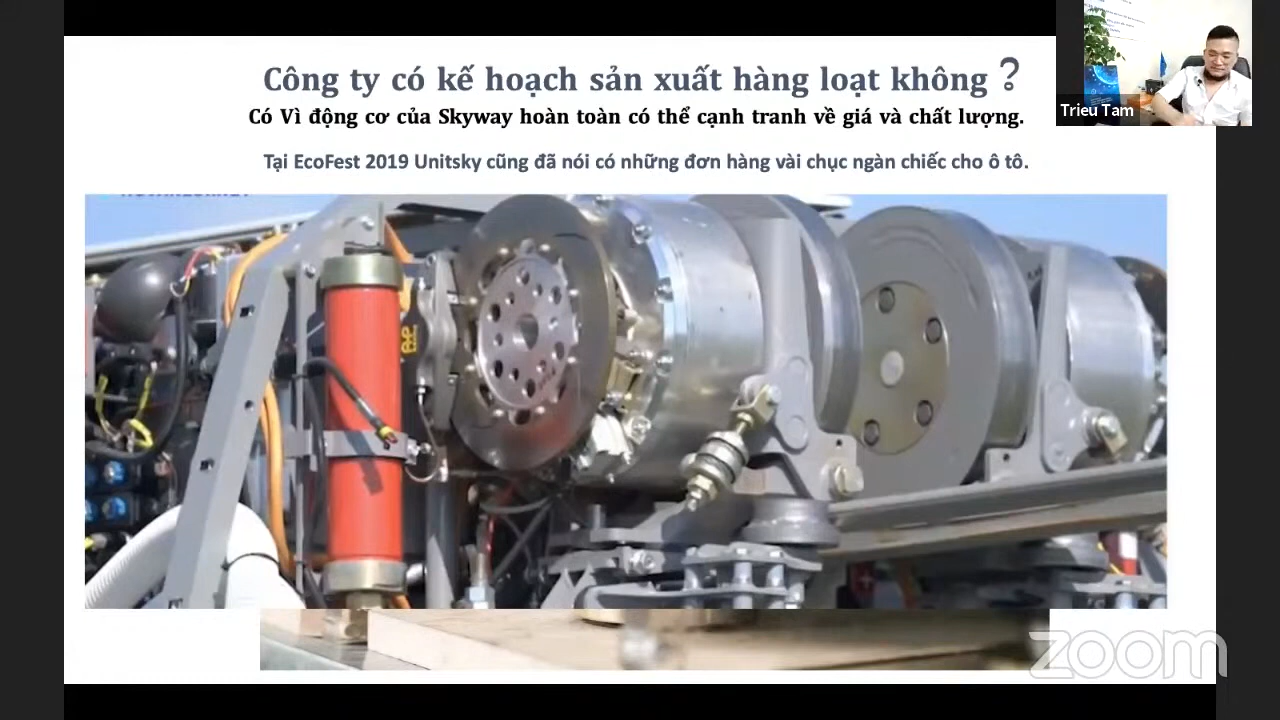 Công ty có kế hoạch sản xuất hàng loạt không ?
Có Vì động cơ của Skyway hoàn toàn có thể cạnh tranh về giá và chất lượng.
Tại EcoFest 2019 Unitsky cũng đã nói có những đơn hàng vài chục ngàn chiếc cho ô tô.
Trieu Tam
zoom